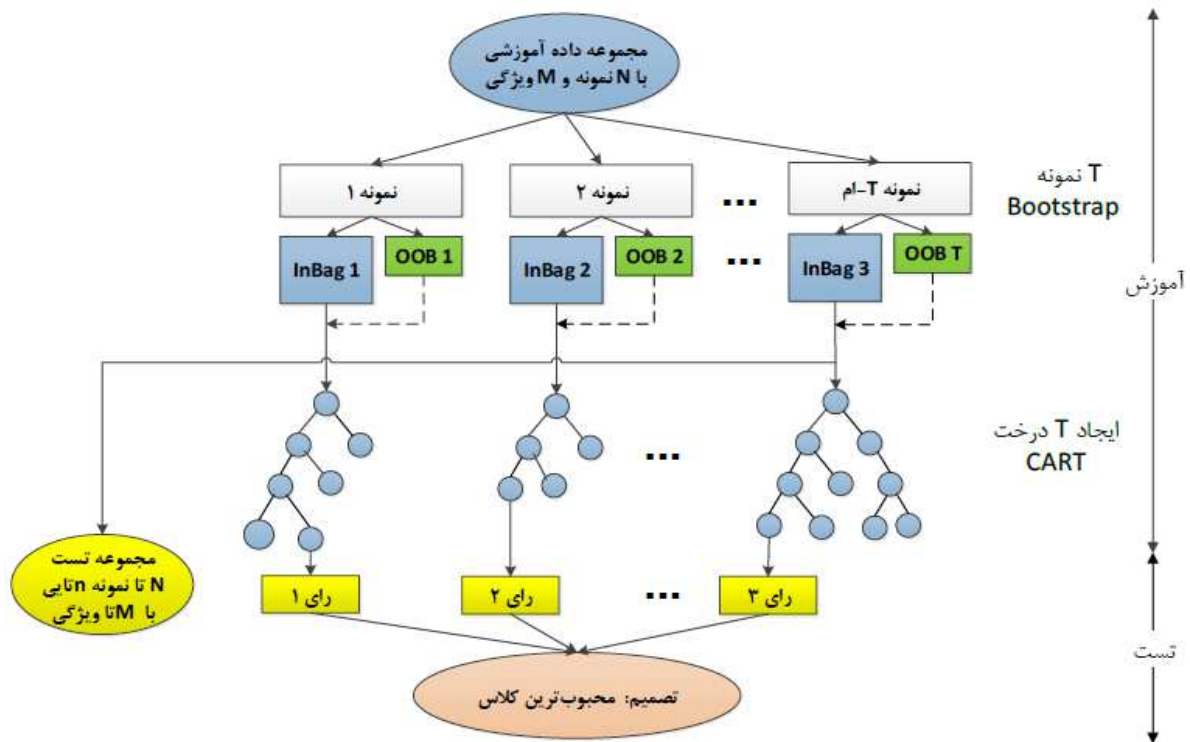 مجموعه داده آموزشی
با N نمونه و M ویژگی
نمونه ۱
نمونه ۲
...
نمونه T-ام
T نمونه
Bootstrap
InBag 1
OOB 1
InBag 2
OOB 2
...
InBag 3
OOB T
آموزش
...
ایجاد T درخت
CART
مجموعه تست
N تا نمونه nتایی
با Mتا ویژگی
رای ۱
رای ۲
...
رای ۳
تست
تصمیم: محبوب‌ترین کلاس